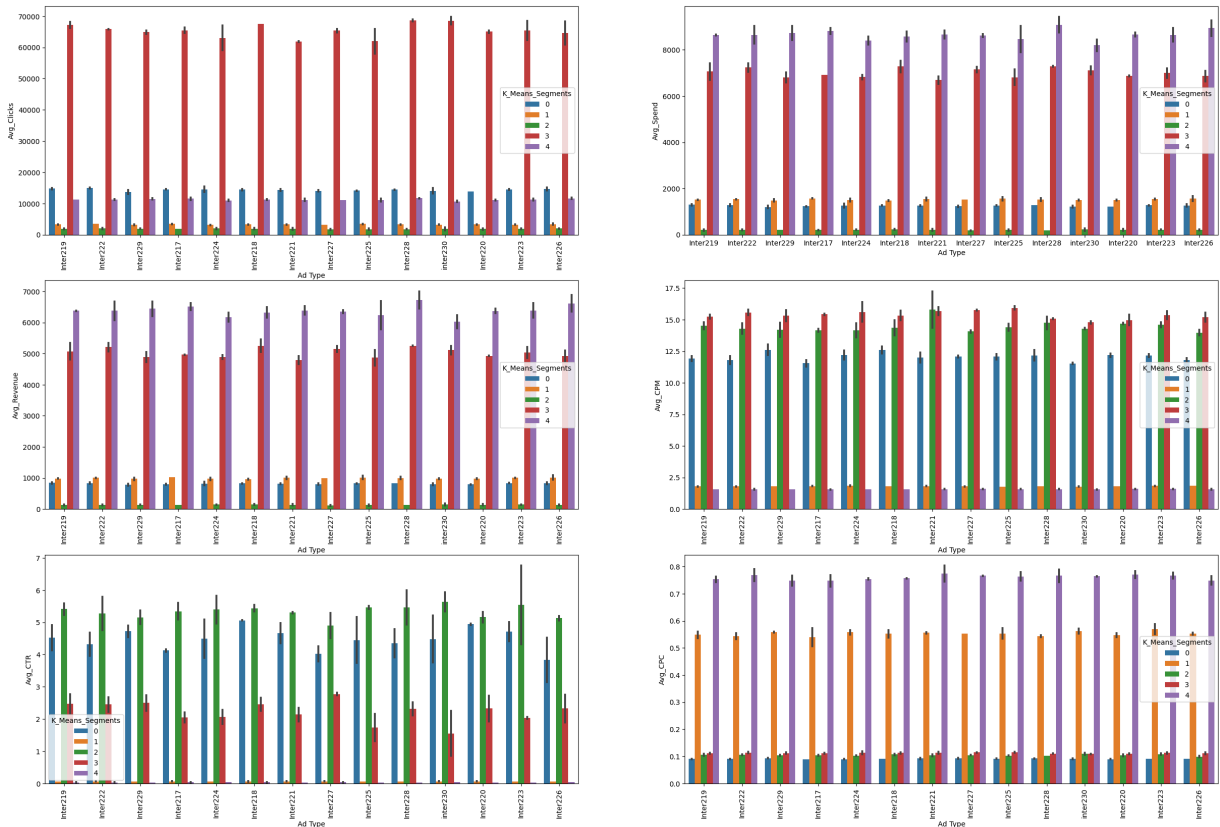 70000
60000
50000
40000
30000
20000
10000
0
Avg_Clicks
K_Means_Segments
0
1
2
3
4
Inter219
Inter222
Inter229
Inter217
Inter224
Inter218
Inter221
Inter227
Inter225
Inter228
inter230
Inter220
Inter223
Inter226
Ad Type
8000
6000
4000
2000
0
Avg_Spend
K_Means_Segments
0
1
2
3
4
Inter219
Inter222
Inter229
Inter217
Inter224
Inter218
Inter221
Inter227
Inter225
Inter228
inter230
Inter220
Inter223
Inter226
Ad Type
7000
6000
5000
4000
3000
2000
1000
0
Avg_Revenue
K_Means_Segments
0
1
2
3
4
Inter219
Inter222
Inter229
Inter217
Inter224
Inter218
Inter221
Inter227
Inter225
Inter228
inter230
Inter220
Inter223
Inter226
Ad Type
17.5
15.0
12.5
10.0
7.5
5.0
2.5
0.0
Avg_CPM
K_Means_Segments
0
1
2
3
4
Inter219
Inter222
Inter229
Inter217
Inter224
Inter218
Inter221
Inter227
Inter225
Inter228
inter230
Inter220
Inter223
Inter226
Ad Type
7
6
5
4
3
2
1
0
Avg_CTR
K_Means_Segments
0
1
2
3
4
Inter219
Inter222
Inter229
Inter217
Inter224
Inter218
Inter221
Inter227
Inter225
Inter228
inter230
Inter220
Inter223
Inter226
Ad Type
0.8
0.7
0.6
0.5
0.4
0.3
0.2
0.1
0.0
Avg_CPC
K_Means_Segments
0
1
2
3
4
Inter219
Inter222
Inter229
Inter217
Inter224
Inter218
Inter221
Inter227
Inter225
Inter228
inter230
Inter220
Inter223
Inter226
Ad Type